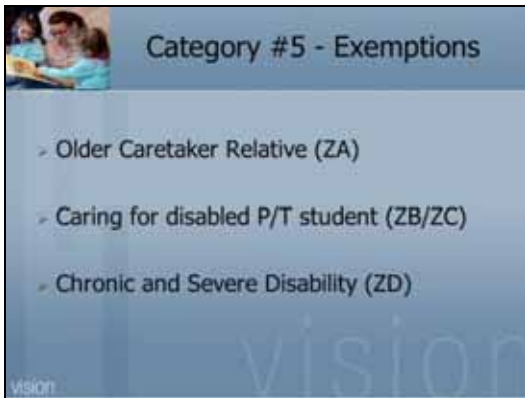 Category #5 - Exemptions
Older Caretaker Relative (ZA)
Caring for disabled P/T student (ZB/ZC)
Chronic and Severe Disability (ZD)
vision
vision